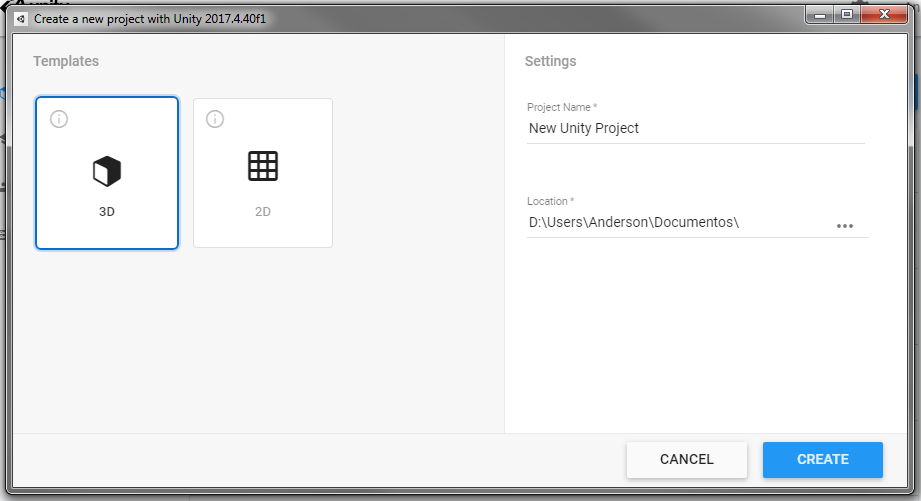 Create a new project with Unity 2017.4.40f1
Templates
3D
2D
Settings
Project Name *
New Unity Project
Location *
D:\Users\Anderson\Documentos\
CANCEL
CREATE